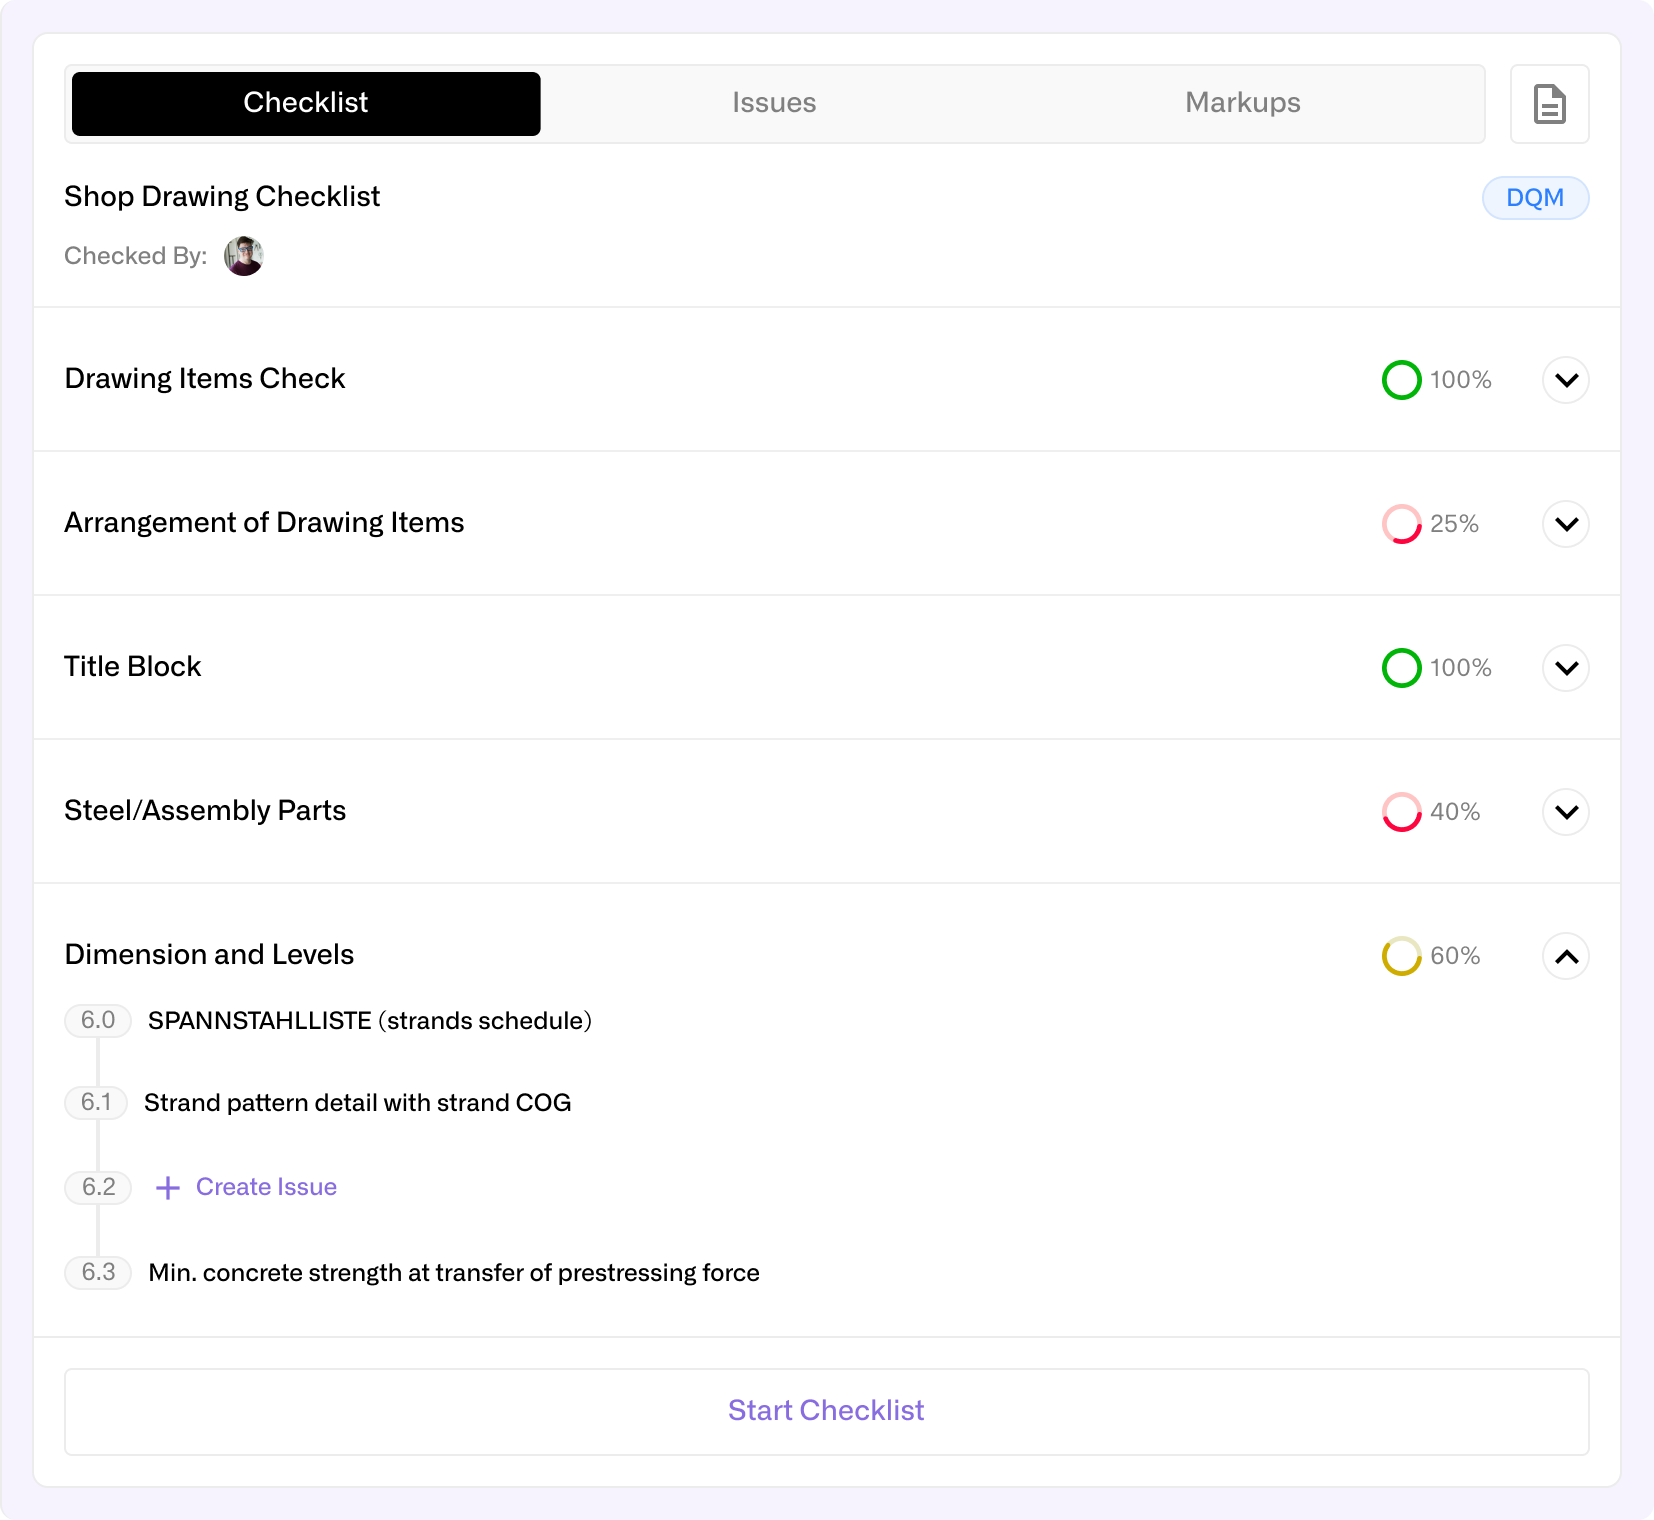 Checklist
Issues
Markups
Shop Drawing Checklist
DQM
Checked By:
Drawing Items Check
100%
Arrangement of Drawing Items
25%
Title Block
100%
Steel/Assembly Parts
40%
Dimension and Levels
60%
6.0 SPANNSTAHLLISTE (strands schedule)
6.1 Strand pattern detail with strand COG
6.2 + Create Issue
6.3 Min. concrete strength at transfer of prestressing force
Start Checklist